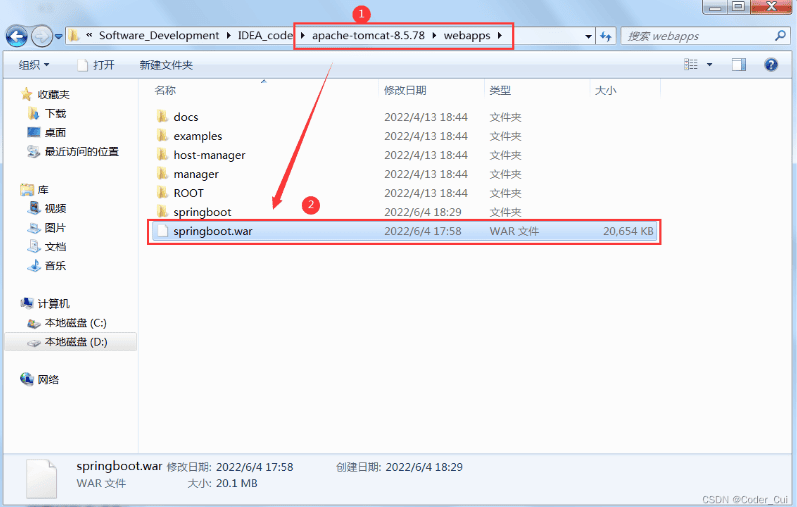 1
« Software_Development IDEA_code apache-tomcat-8.5.78 webapps 搜索 webapps
组织 打开 新建文件夹
名称 修改日期 类型 大小
收藏夹
下载
桌面
最近访问的位置
库
视频
图片
文档
音乐
计算机
本地磁盘 (C:)
本地磁盘 (D:)
网络
docs 2022/4/13 18:44 文件夹
examples 2022/4/13 18:44 文件夹
host-manager 2022/4/13 18:44 文件夹
manager 2022/4/13 18:44 文件夹
ROOT 2022/4/13 18:44 文件夹
2
springboot 2022/6/4 18:29 文件夹
springboot.war 2022/6/4 17:58 WAR 文件 20,654 KB
springboot.war 修改日期: 2022/6/4 17:58 创建日期: 2022/6/4 18:29
WAR 文件 大小: 20.1 MB
CSDN @Coder_Cui